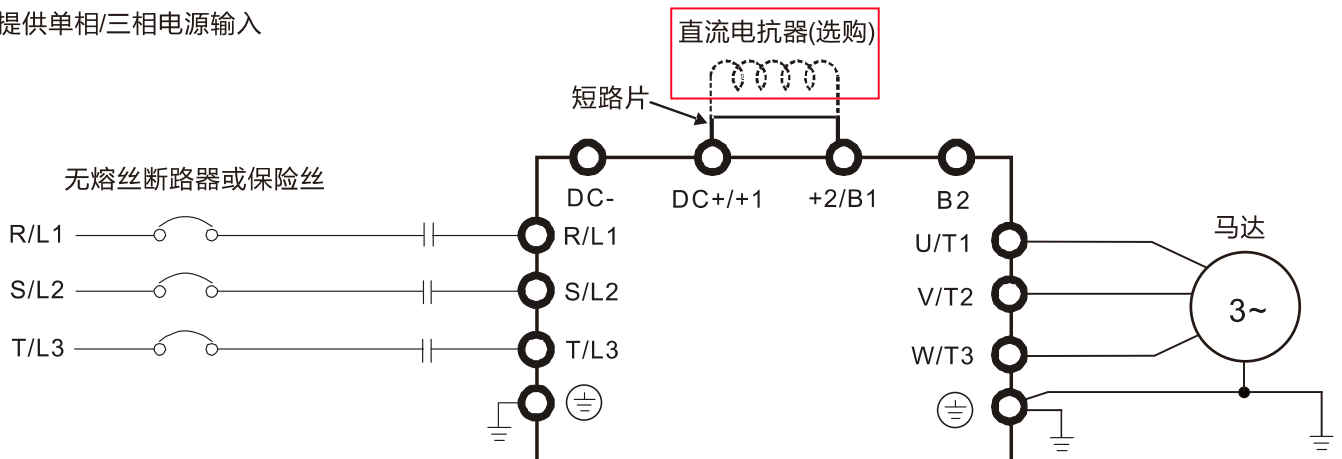 提供单相/三相电源输入
直流电抗器(选购)
短路片
无熔丝断路器或保险丝
DC-
DC+/+1
+2/B1
B2
R/L1
R/L1
S/L2
S/L2
T/L3
T/L3
U/T1
V/T2
W/T3
马达
3~